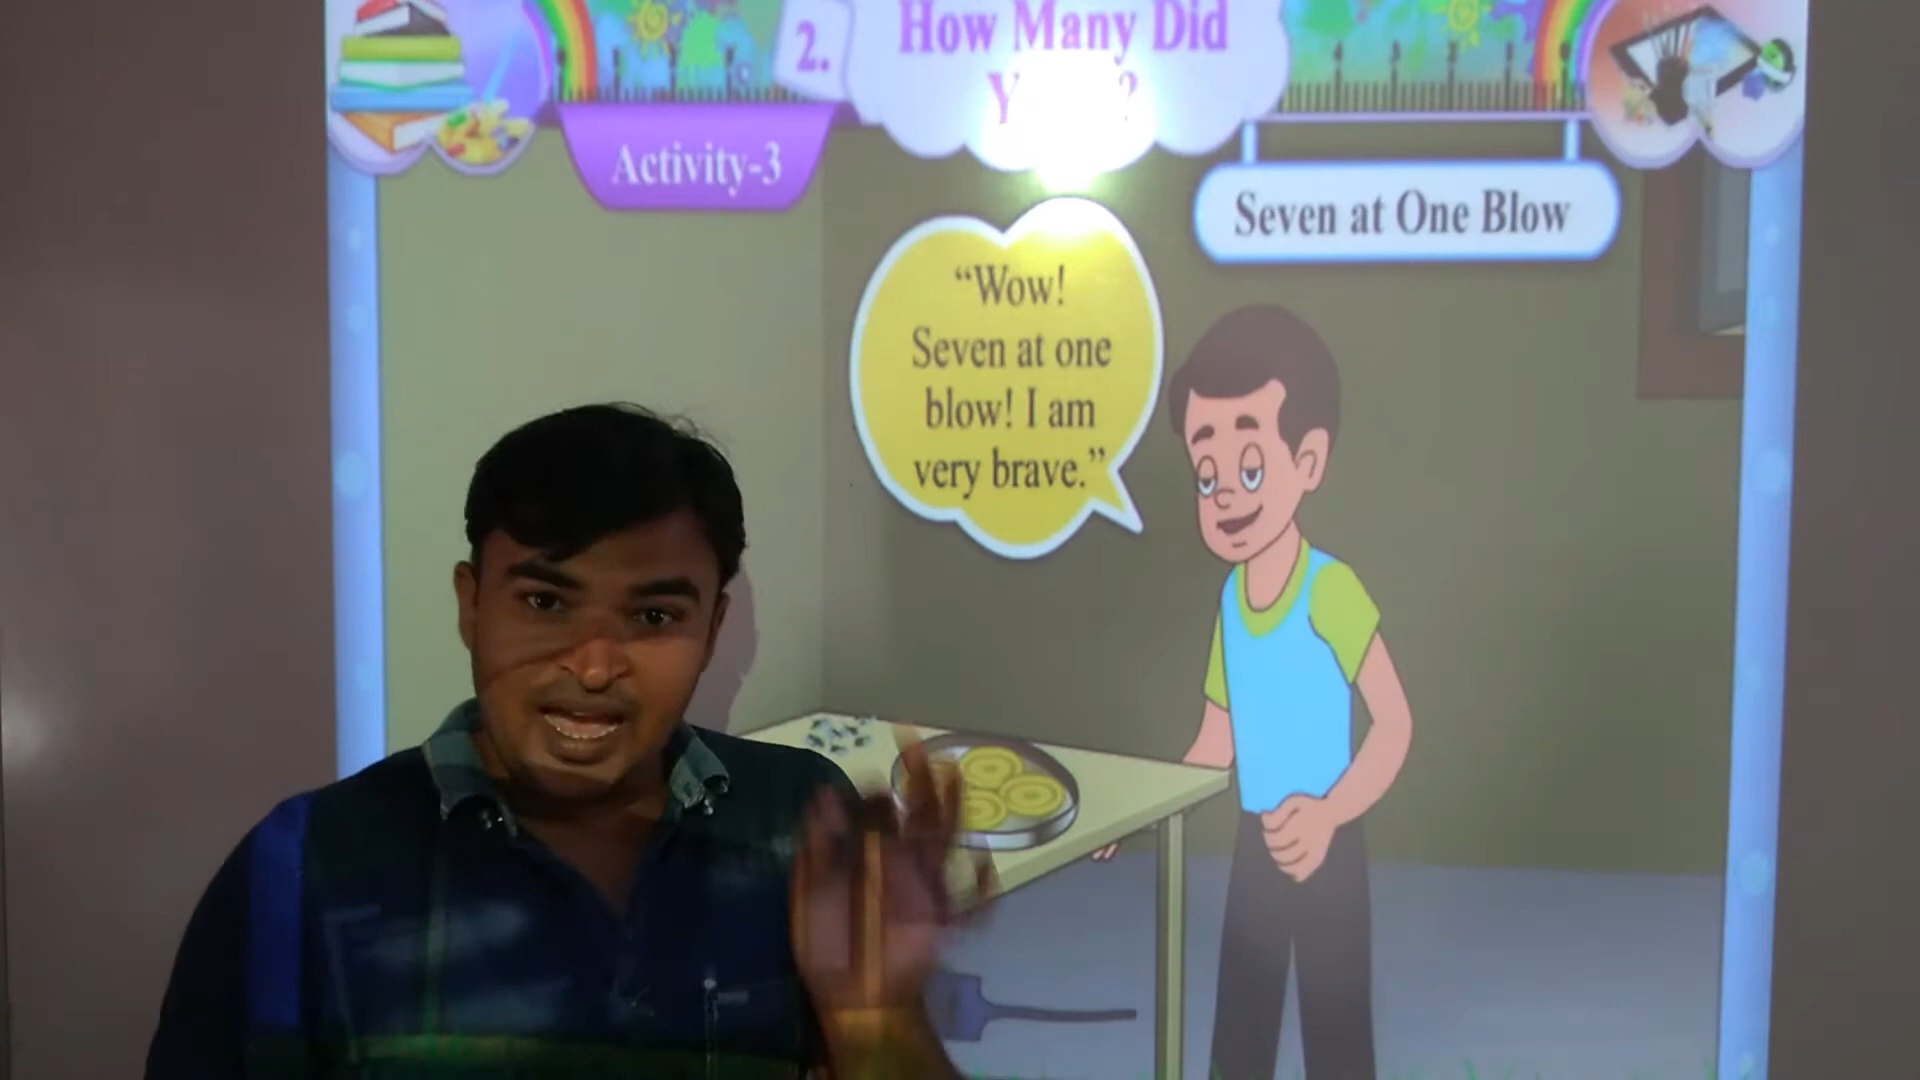 2.
How Many Did
Y ?
Activity-3
Seven at One Blow
“Wow!
Seven at one
blow! I am
very brave.”